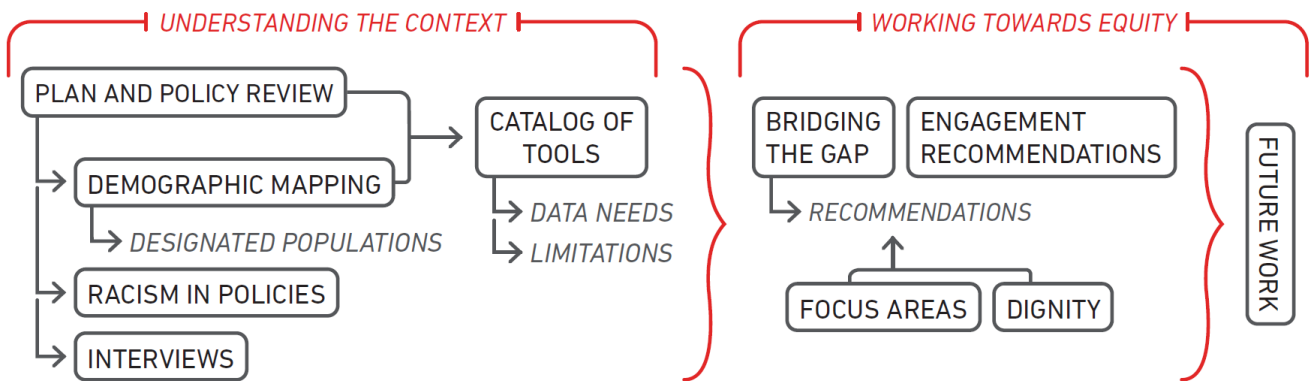 UNDERSTANDING THE CONTEXT
PLAN AND POLICY REVIEW
DEMOGRAPHIC MAPPING
DESIGNATED POPULATIONS
RACISM IN POLICIES
INTERVIEWS
CATALOG OF
TOOLS
DATA NEEDS
LIMITATIONS
WORKING TOWARDS EQUITY
BRIDGING
THE GAP
RECOMMENDATIONS
ENGAGEMENT
RECOMMENDATIONS
FOCUS AREAS
DIGNITY
FUTURE WORK